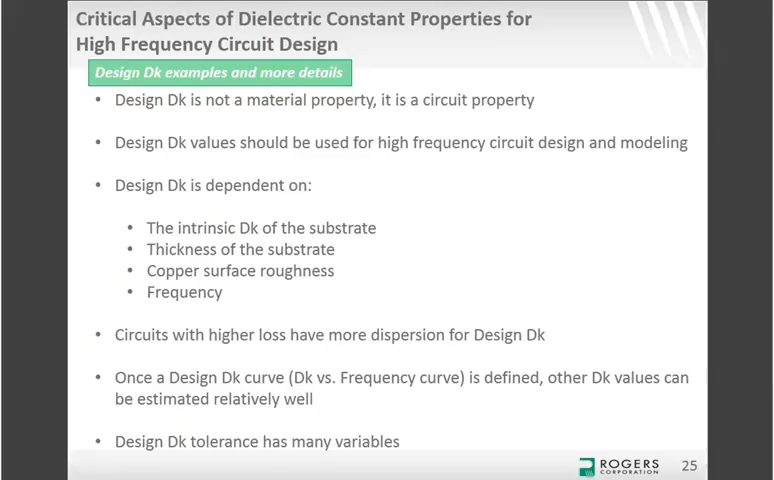 Critical Aspects of Dielectric Constant Properties for
High Frequency Circuit Design
Design Dk examples and more details
• Design Dk is not a material property, it is a circuit property
• Design Dk values should be used for high frequency circuit design and modeling
• Design Dk is dependent on:
• The intrinsic Dk of the substrate
• Thickness of the substrate
• Copper surface roughness
• Frequency
• Circuits with higher loss have more dispersion for Design Dk
• Once a Design Dk curve (Dk vs. Frequency curve) is defined, other Dk values can
be estimated relatively well
• Design Dk tolerance has many variables
ROGERS
CORPORATION
25